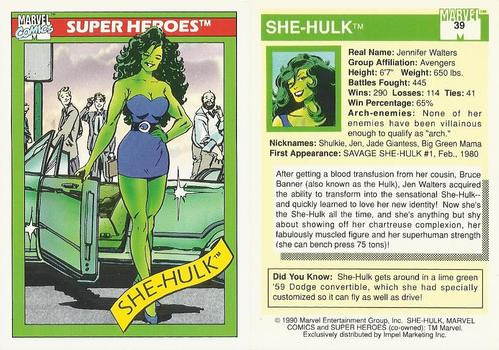 MARVEL
COMICS
M
SUPER HEROES™
SHE-HULK™
SHE-HULK™
MARVEL™
39
M
Real Name: Jennifer Walters
Group Affiliation: Avengers
Height: 6'7" Weight: 650 lbs.
Battles Fought: 445
Wins: 290 Losses: 114 Ties: 41
Win Percentage: 65%
Arch-enemies: None of her
enemies have been villainous
enough to qualify as "arch."
Nicknames: Shulkie, Jen, Jade Giantess, Big Green Mama
First Appearance: SAVAGE SHE-HULK #1, Feb., 1980
After getting a blood transfusion from her cousin, Bruce
Banner (also known as the Hulk), Jen Walters acquired
the ability to transform into the sensational She-Hulk--
and quickly learned to love her new identity! Now she's
the She-Hulk all the time, and she's anything but shy
about showing off her chartreuse complexion, her
fabulously muscled figure and her superhuman strength
(she can bench press 75 tons)!
Did You Know: She-Hulk gets around in a lime green
'59 Dodge convertible, which she had specially
customized so it can fly as well as drive!
© 1990 Marvel Entertainment Group, Inc. SHE-HULK, MARVEL
COMICS and SUPER HEROES (co-owned): TM Marvel.
Exclusively distributed by Impel Marketing Inc.